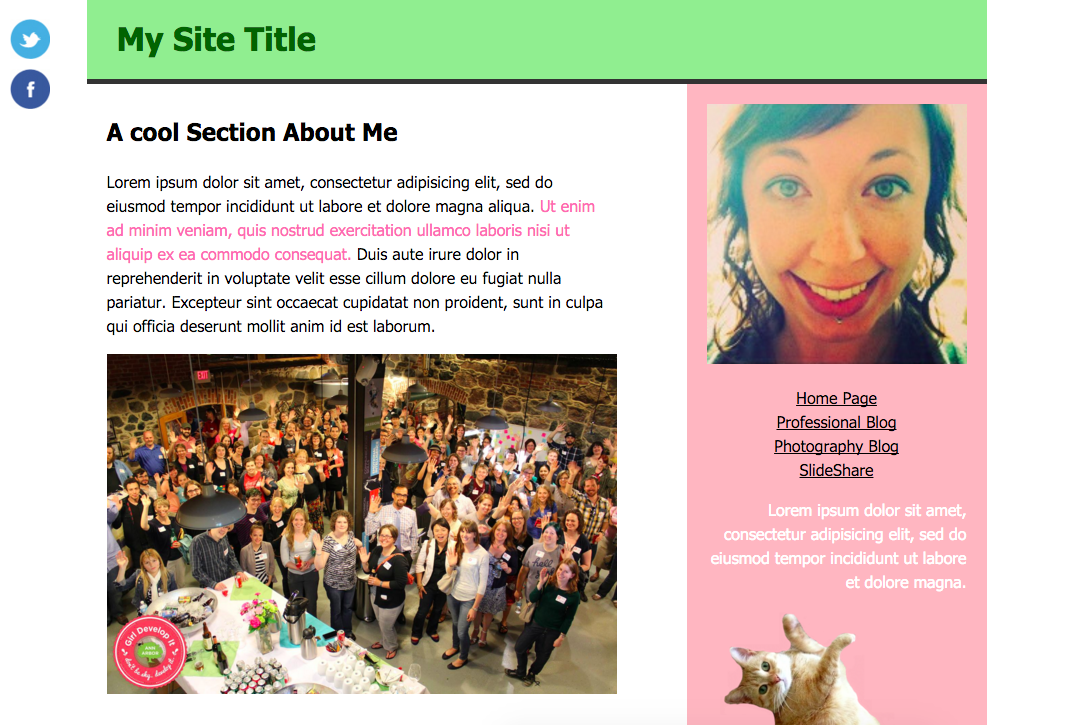 My Site Title
A cool Section About Me
Lorem ipsum dolor sit amet, consectetur adipisicing elit, sed do
eiusmod tempor incididunt ut labore et dolore magna aliqua. Ut enim
ad minim veniam, quis nostrud exercitation ullamco laboris nisi ut
aliquip ex ea commodo consequat. Duis aute irure dolor in
reprehenderit in voluptate velit esse cillum dolore eu fugiat nulla
pariatur. Excepteur sint occaecat cupidatat non proident, sunt in culpa
qui officia deserunt mollit anim id est laborum.
EXIT
Girl Develop It
ANN
ARBOR
don't be shy. develop it.
Home Page
Professional Blog
Photography Blog
SlideShare
Lorem ipsum dolor sit amet,
consectetur adipisicing elit, sed do
eiusmod tempor incididunt ut labore
et dolore magna.